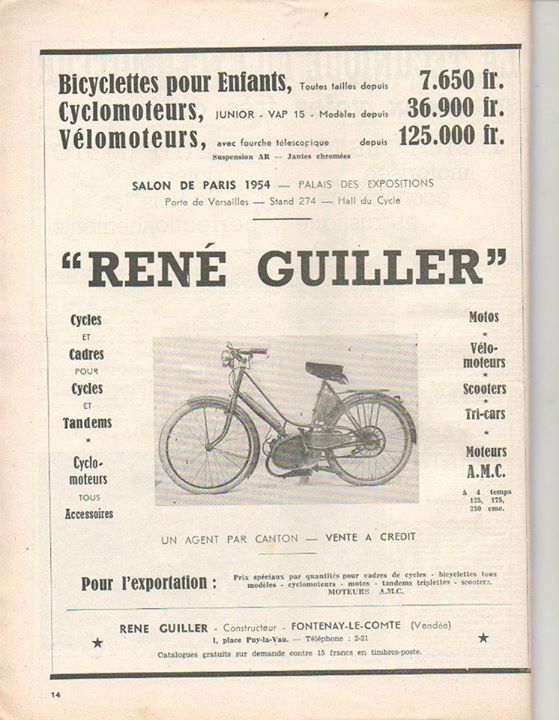 Bicyclettes pour Enfants, Toutes tailles depuis 7.650 fr.
Cyclomoteurs, JUNIOR - VAP 15 - Modèles depuis 36.900 fr.
Vélomoteurs, avec fourche télescopique depuis 125.000 fr.
Suspension AR — Jantes chromées
SALON DE PARIS 1954 — PALAIS DES EXPOSITIONS
Porte de Versailles — Stand 274 — Hall du Cycle
“RENÉ GUILLER”
Cycles
ET
Cadres
POUR
Cycles
ET
Tandems
★
Cyclo-
moteurs
TOUS
Accessoires
Motos
★
Vélo-
moteurs
★
Scooters
★
Tri-cars
★
Moteurs
A.M.C.
à 4 temps
125, 175,
250 cmc.
UN AGENT PAR CANTON — VENTE A CREDIT
Pour l'exportation :
Prix spéciaux par quantités pour cadres de cycles - bicyclettes tous
modèles - cyclomoteurs - motos - tandems triplettes - scooters.
MOTEURS A.M.C.
RENE GUILLER - Constructeur - FONTENAY-LE-COMTE (Vendée)
★ 1, place Puy-la-Vau. — Téléphone : 2-21 ★
Catalogues gratuits sur demande contre 15 francs en timbres-poste.
14